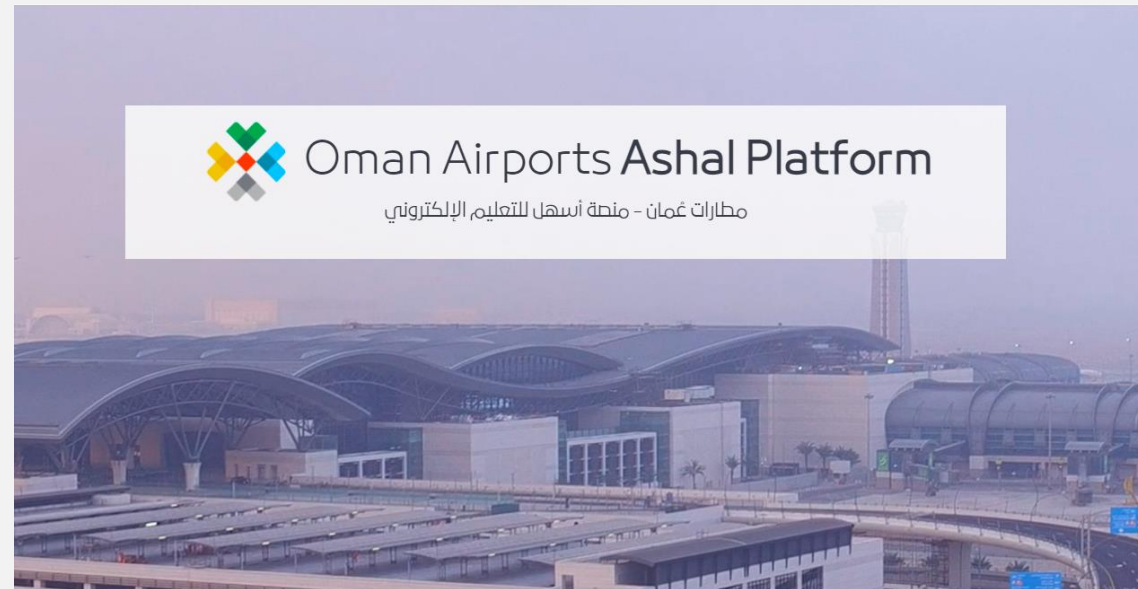 Oman Airports Ashal Platform
مطارات عُمان – منصة أسهل للتعليم الإلكتروني